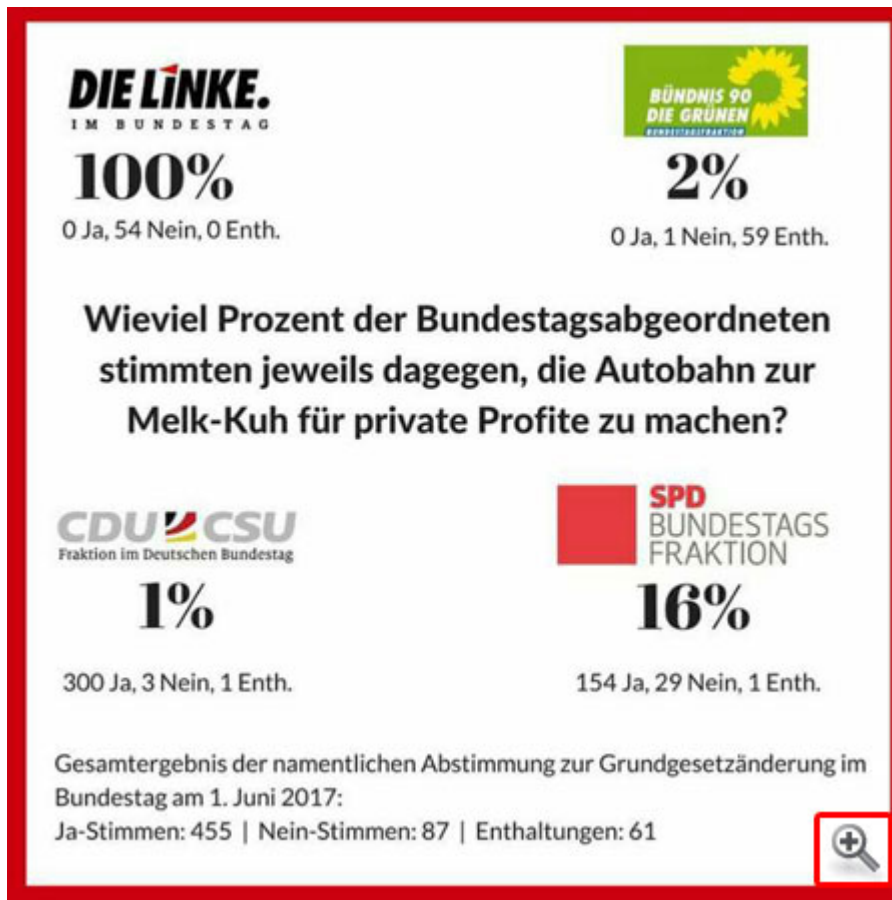 DIE LINKE.
IM BUNDESTAG
100%
0 Ja, 54 Nein, 0 Enth.
BÜNDNIS 90
DIE GRÜNEN
BUNDESTAGSFRAKTION
2%
0 Ja, 1 Nein, 59 Enth.
Wieviel Prozent der Bundestagsabgeordneten
stimmten jeweils dagegen, die Autobahn zur
Melk-Kuh für private Profite zu machen?
CDU CSU
Fraktion im Deutschen Bundestag
1%
300 Ja, 3 Nein, 1 Enth.
SPD
BUNDESTAGS
FRAKTION
16%
154 Ja, 29 Nein, 1 Enth.
Gesamtergebnis der namentlichen Abstimmung zur Grundgesetzänderung im
Bundestag am 1. Juni 2017:
Ja-Stimmen: 455 | Nein-Stimmen: 87 | Enthaltungen: 61